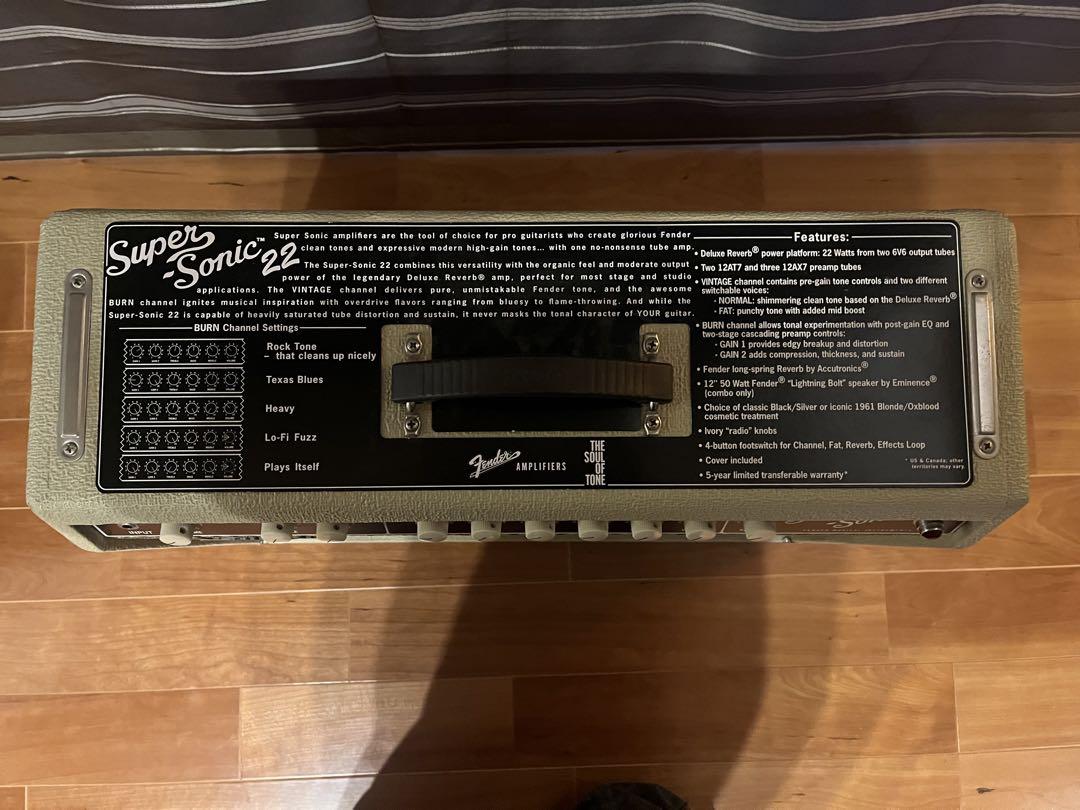 Super-Sonic™ 22
Super Sonic amplifiers are the tool of choice for pro guitarists who create glorious Fender
clean tones and expressive modern high-gain tones... with one no-nonsense tube amp.
The Super-Sonic 22 combines this versatility with the organic feel and moderate output
power of the legendary Deluxe Reverb® amp, perfect for most stage and studio
applications. The VINTAGE channel delivers pure, unmistakable Fender tone, and the awesome
BURN channel ignites musical inspiration with overdrive flavors ranging from bluesy to flame-throwing. And while the
Super-Sonic 22 is capable of heavily saturated tube distortion and sustain, it never masks the tonal character of YOUR guitar.
BURN Channel Settings
Rock Tone
– that cleans up nicely
Texas Blues
Heavy
Lo-Fi Fuzz
Plays Itself
Fender AMPLIFIERS
THE
SOUL
OF
TONE
Features:
• Deluxe Reverb® power platform: 22 Watts from two 6V6 output tubes
• Two 12AT7 and three 12AX7 preamp tubes
• VINTAGE channel contains pre-gain tone controls and two different
switchable voices:
- NORMAL: shimmering clean tone based on the Deluxe Reverb®
- FAT: punchy tone with added mid boost
• BURN channel allows tonal experimentation with post-gain EQ and
two-stage cascading preamp controls:
- GAIN 1 provides edgy breakup and distortion
- GAIN 2 adds compression, thickness, and sustain
• Fender long-spring Reverb by Accutronics®
• 12" 50 Watt Fender® "Lightning Bolt" speaker by Eminence®
(combo only)
• Choice of classic Black/Silver or iconic 1961 Blonde/Oxblood
cosmetic treatment
• Ivory "radio" knobs
• 4-button footswitch for Channel, Fat, Reverb, Effects Loop
• Cover included
• 5-year limited transferable warranty*
* US & Canada; other
territories may vary.
INPUT